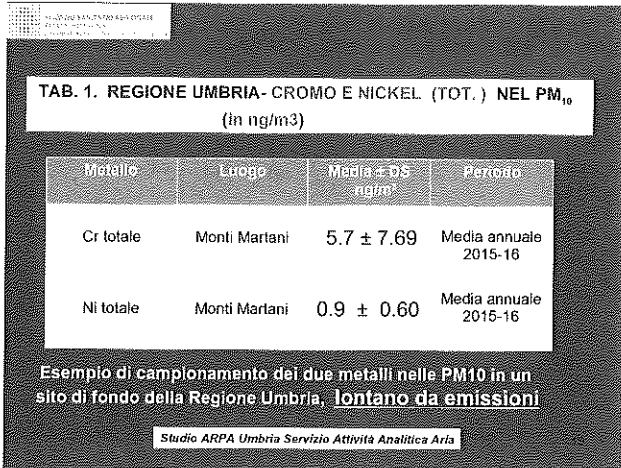 TAB. 1. REGIONE UMBRIA- CROMO E NICKEL (TOT. ) NEL PM10
(in ng/m3)
Metallo Luogo Media ± DS ng/m³ Periodo
Cr totale Monti Martani 5.7 ± 7.69 Media annuale 2015-16
Ni totale Monti Martani 0.9 ± 0.60 Media annuale 2015-16
Esempio di campionamento dei due metalli nelle PM10 in un
sito di fondo della Regione Umbria, lontano da emissioni
Studio ARPA Umbria Servizio Attività Analitica Aria